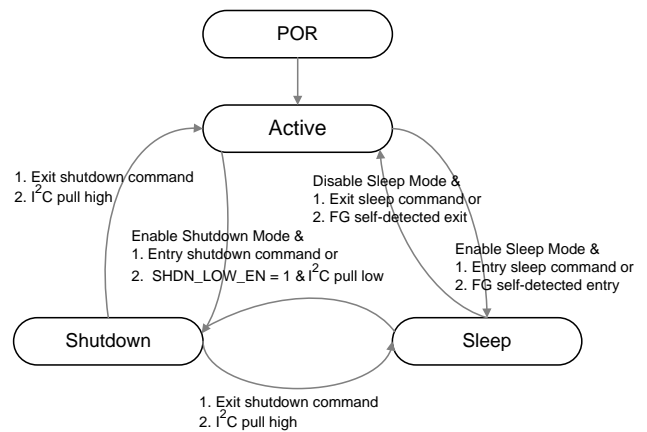 POR
Active
1. Exit shutdown command
2. I²C pull high
Disable Sleep Mode &
1. Exit sleep command or
2. FG self-detected exit
Enable Shutdown Mode &
1. Entry shutdown command or
2. SHDN_LOW_EN = 1 & I²C pull low
Enable Sleep Mode &
1. Entry sleep command or
2. FG self-detected entry
Shutdown
Sleep
1. Exit shutdown command
2. I²C pull high